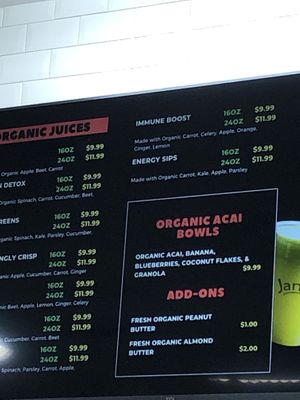 ORGANIC JUICES
16OZ $9.99
24OZ $11.99
Organic Apple, Beet, Carrot
DETOX
16OZ $9.99
24OZ $11.99
Organic Spinach, Carrot, Cucumber, Beet,
GREENS
16OZ $9.99
24OZ $11.99
Organic Spinach, Kale, Parsley, Cucumber,
CRISP
16OZ $9.99
24OZ $11.99
Organic Apple, Cucumber, Carrot, Ginger
16OZ $9.99
24OZ $11.99
Organic Beet, Apple, Lemon, Ginger, Celery
16OZ $9.99
24OZ $11.99
Cucumber, Beet, Carrot
16OZ $9.99
24OZ $11.99
Spinach, Parsley, Carrot, Apple,
IMMUNE BOOST
16OZ $9.99
24OZ $11.99
Made with Organic Carrot, Celery, Apple, Orange,
Ginger, Lemon
ENERGY SIPS
16OZ $9.99
24OZ $11.99
Made with Organic Carrot, Kale, Apple, Parsley
ORGANIC ACAI
BOWLS
ORGANIC ACAI, BANANA,
BLUEBERRIES, COCONUT FLAKES, &
GRANOLA $9.99
ADD-ONS
FRESH ORGANIC PEANUT
BUTTER $1.00
FRESH ORGANIC ALMOND
BUTTER $2.00